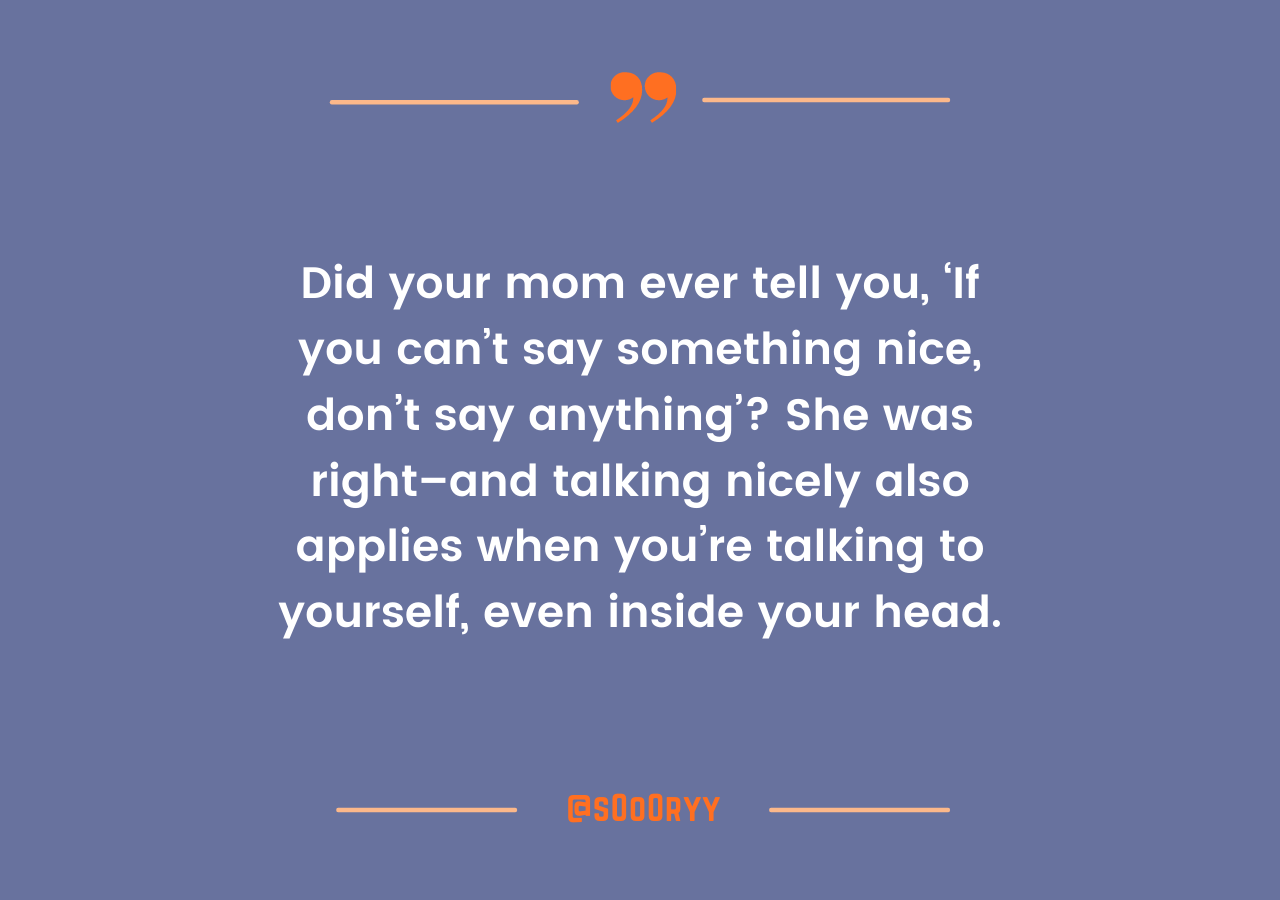 ”
Did your mom ever tell you, ‘If
you can’t say something nice,
don’t say anything’? She was
right–and talking nicely also
applies when you’re talking to
yourself, even inside your head.
@sOoORYY